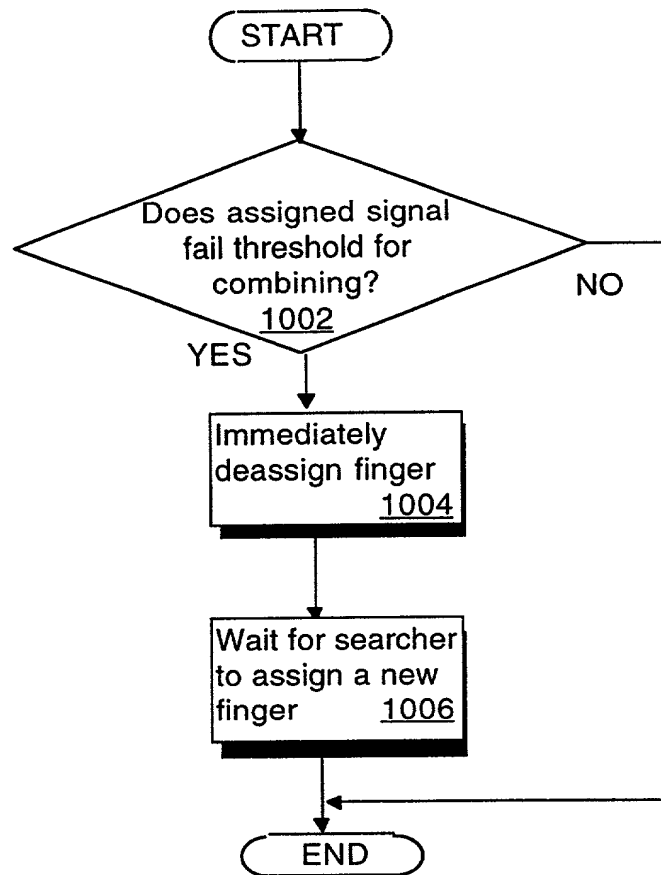 START
Does assigned signal
fail threshold for
combining?
1002
NO
YES
Immediately
deassign finger
1004
Wait for searcher
to assign a new
finger 1006
END